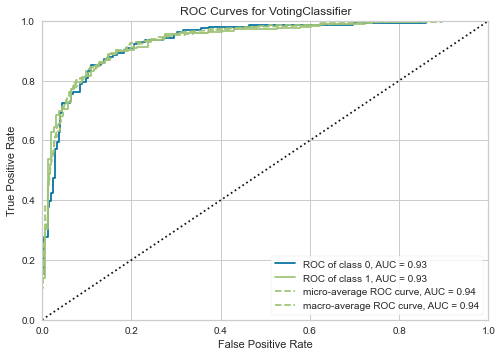 ROC Curves for VotingClassifier
True Positive Rate
1.0
0.8
0.6
0.4
0.2
0.0
ROC of class 0, AUC = 0.93
ROC of class 1, AUC = 0.93
micro-average ROC curve, AUC = 0.94
macro-average ROC curve, AUC = 0.94
0.0 0.2 0.4 0.6 0.8 1.0
False Positive Rate